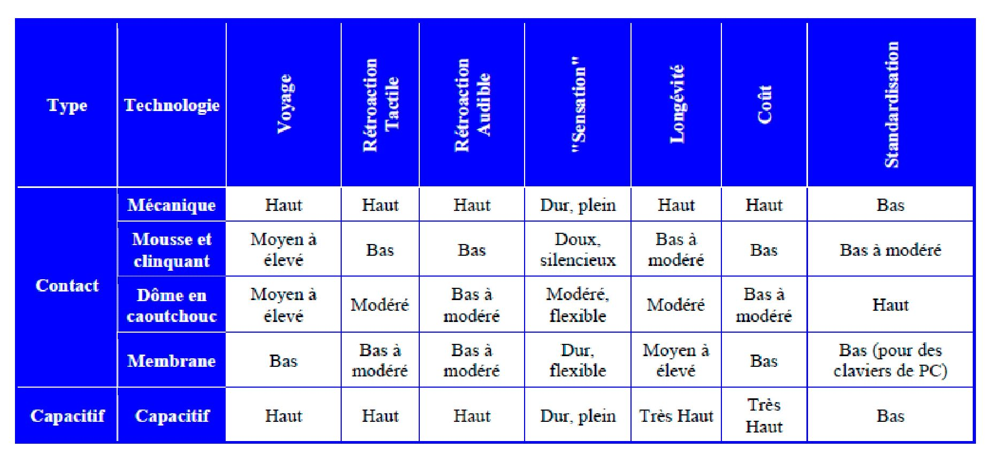 Type Technologie Voyage Rétroaction Tactile Rétroaction Audible "Sensation" Longévité Coût Standardisation
Contact
Mécanique Haut Haut Haut Dur, plein Haut Haut Bas
Mousse et clinquant Moyen à élevé Bas Bas Doux, silencieux Bas à modéré Bas Bas à modéré
Dôme en caoutchouc Moyen à élevé Modéré Bas à modéré Modéré, flexible Modéré Bas à modéré Haut
Membrane Bas Bas à modéré Bas à modéré Dur, flexible Moyen à élevé Bas Bas (pour des claviers de PC)
Capacitif Capacitif Haut Haut Haut Dur, plein Très Haut Très Haut Bas